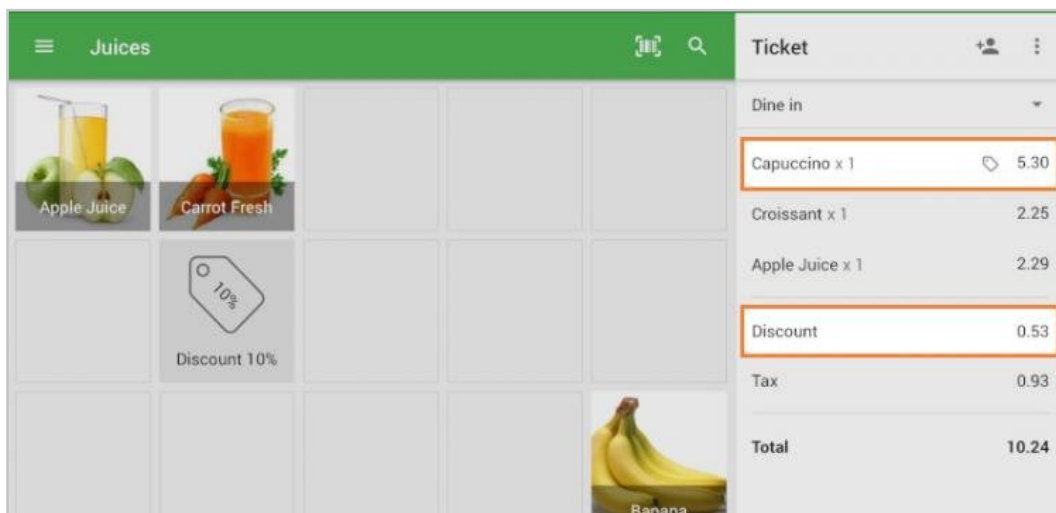 Juices
Ticket
Dine in
Apple Juice
Carrot Fresh
10%
Discount 10%
Banana
Capuccino x 1 5.30
Croissant x 1 2.25
Apple Juice x 1 2.29
Discount 0.53
Tax 0.93
Total 10.24